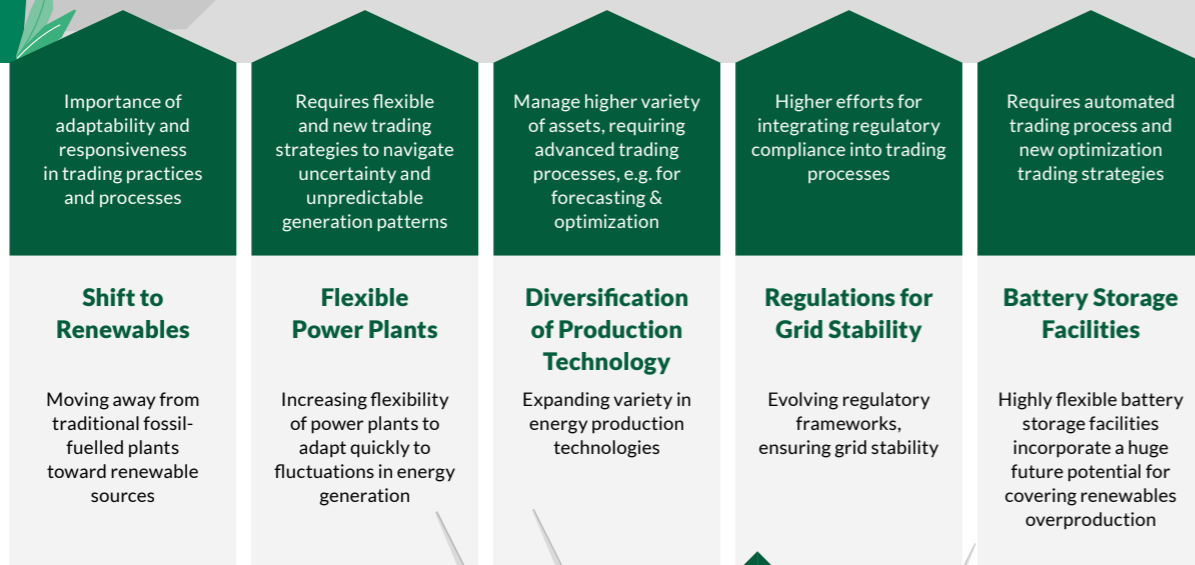 Importance of
adaptability and
responsiveness
in trading practices
and processes
Shift to
Renewables
Moving away from
traditional fossil-
fuelled plants
toward renewable
sources
Requires flexible
and new trading
strategies to navigate
uncertainty and
unpredictable
generation patterns
Flexible
Power Plants
Increasing flexibility
of power plants to
adapt quickly to
fluctuations in energy
generation
Manage higher variety
of assets, requiring
advanced trading
processes, e.g. for
forecasting &
optimization
Diversification
of Production
Technology
Expanding variety in
energy production
technologies
Higher efforts for
integrating regulatory
compliance into trading
processes
Regulations for
Grid Stability
Evolving regulatory
frameworks,
ensuring grid stability
Requires automated
trading process and
new optimization
trading strategies
Battery Storage
Facilities
Highly flexible battery
storage facilities
incorporate a huge
future potential for
covering renewables
overproduction